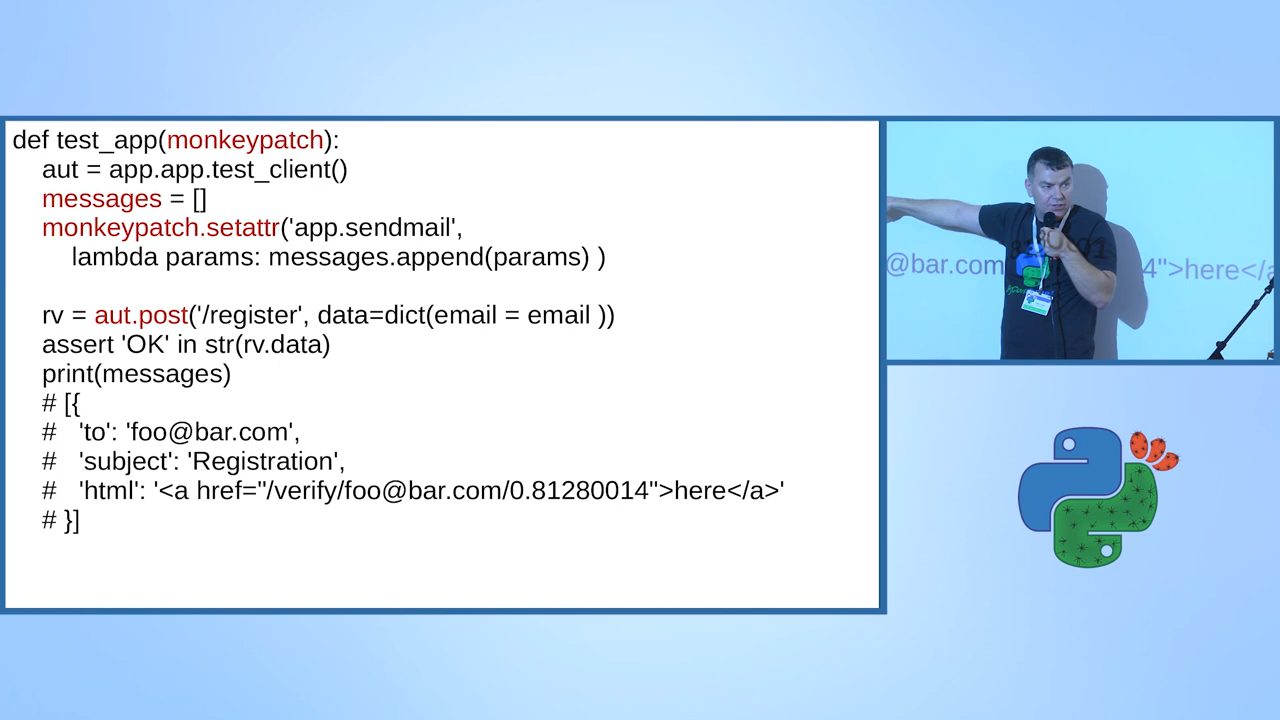 def test_app(monkeypatch):
aut = app.app.test_client()
messages = []
monkeypatch.setattr('app.sendmail',
lambda params: messages.append(params) )
rv = aut.post('/register', data=dict(email = email ))
assert 'OK' in str(rv.data)
print(messages)
# [{
# 'to': 'foo@bar.com',
# 'subject': 'Registration',
# 'html': '<a href="/verify/foo@bar.com/0.81280014">here</a>'
# }]
@bar.com 4">here</a